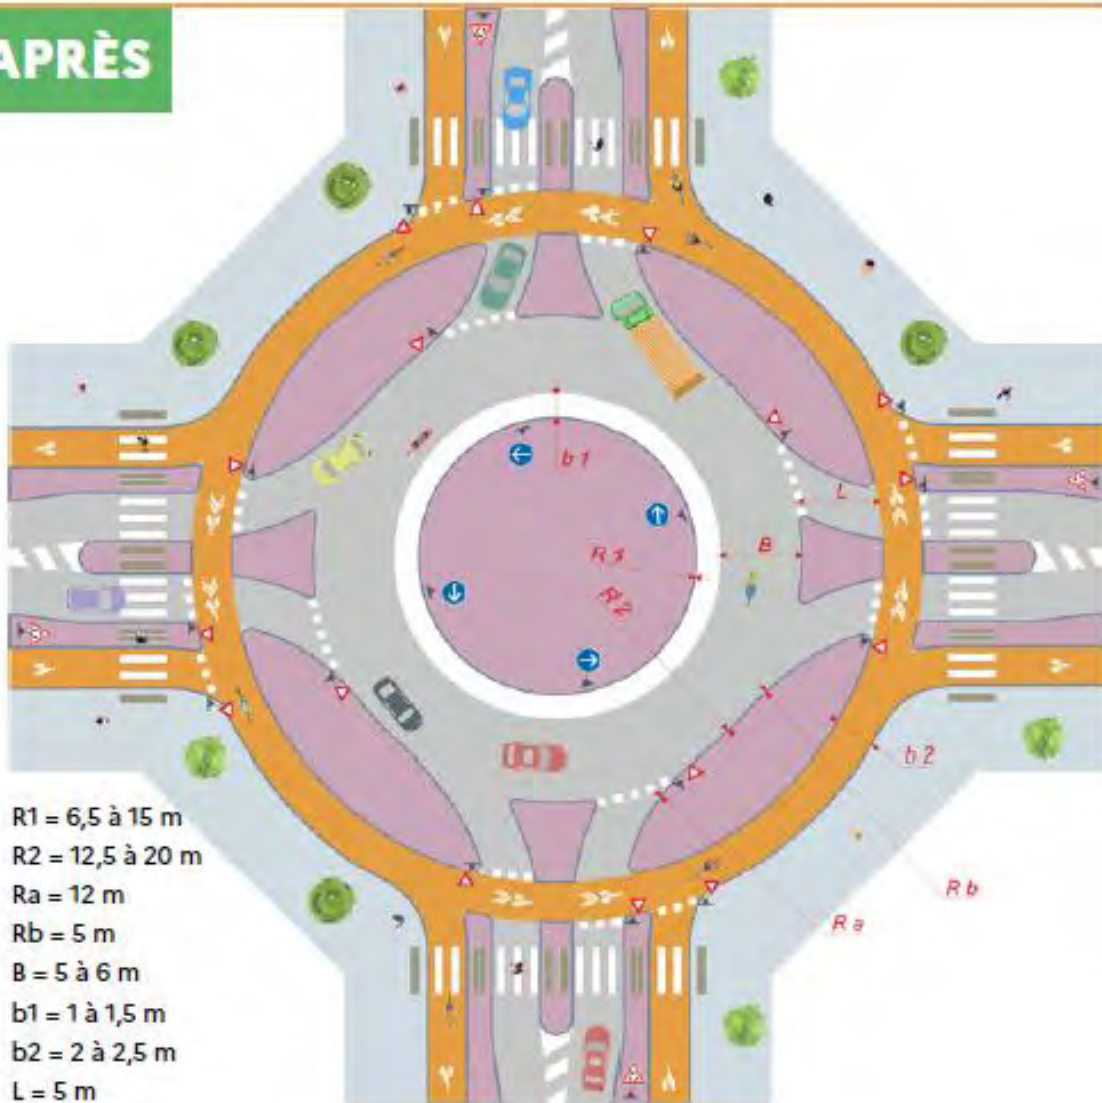 APRÈS
b1
L
R1
B
R2
b2
Rb
Ra
R1 = 6,5 à 15 m
R2 = 12,5 à 20 m
Ra = 12 m
Rb = 5 m
B = 5 à 6 m
b1 = 1 à 1,5 m
b2 = 2 à 2,5 m
L = 5 m